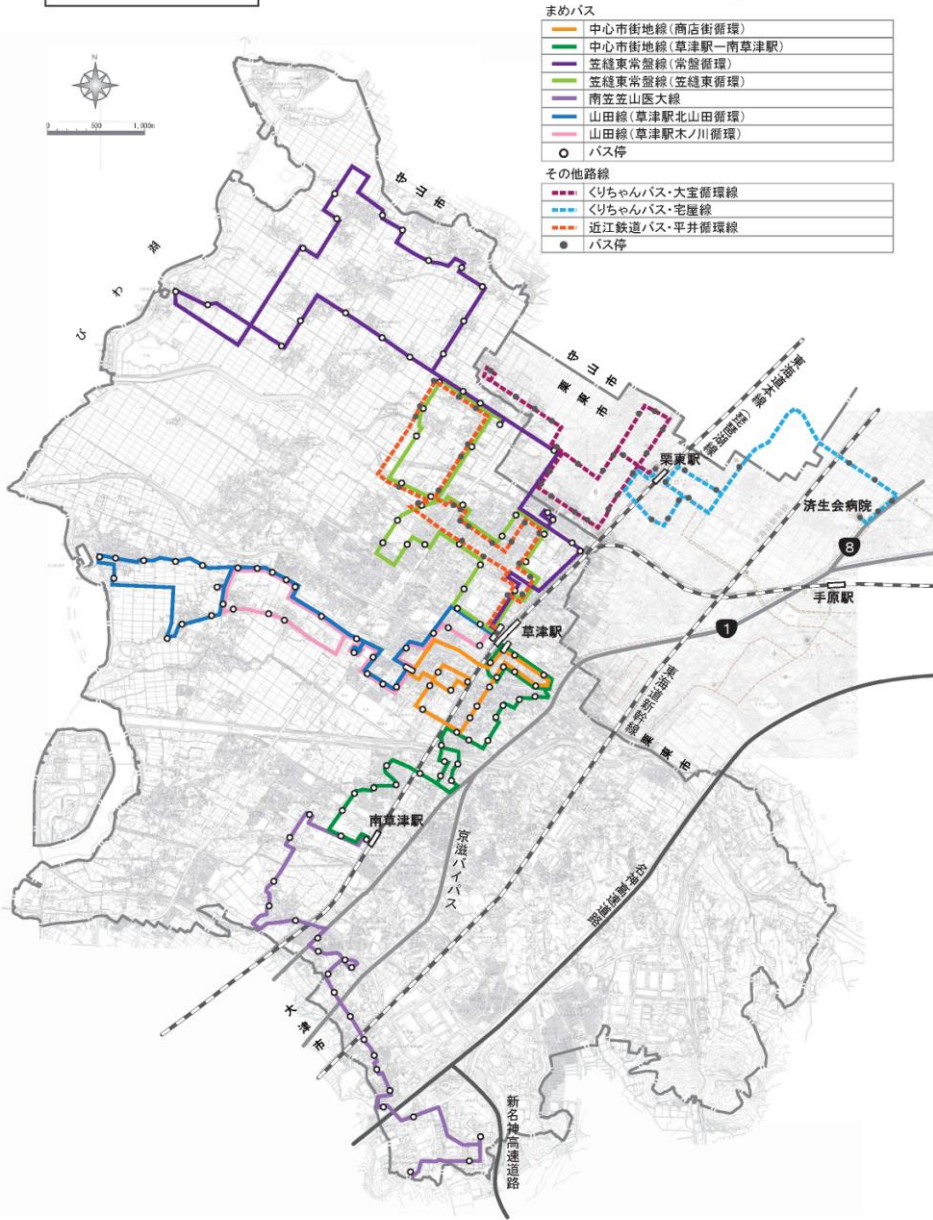 まめバス
中心市街地線(商店街循環)
中心市街地線(草津駅ー南草津駅)
笠縫東常盤線(常盤循環)
笠縫東常盤線(笠縫東循環)
南笠笠山医大線
山田線(草津駅北山田循環)
山田線(草津駅木ノ川循環)
バス停
その他路線
くりちゃんバス・大宝循環線
くりちゃんバス・宅屋線
近江鉄道バス・平井循環線
バス停
N
0 500 1,000m
守山市
びわ湖
守山市
栗東市
東海道本線(琵琶湖線)
栗東駅
済生会病院
8
手原駅
1
草津駅
東海道新幹線
栗東市
南草津駅
京滋バイパス
名神高速道路
大津市
新名神高速道路